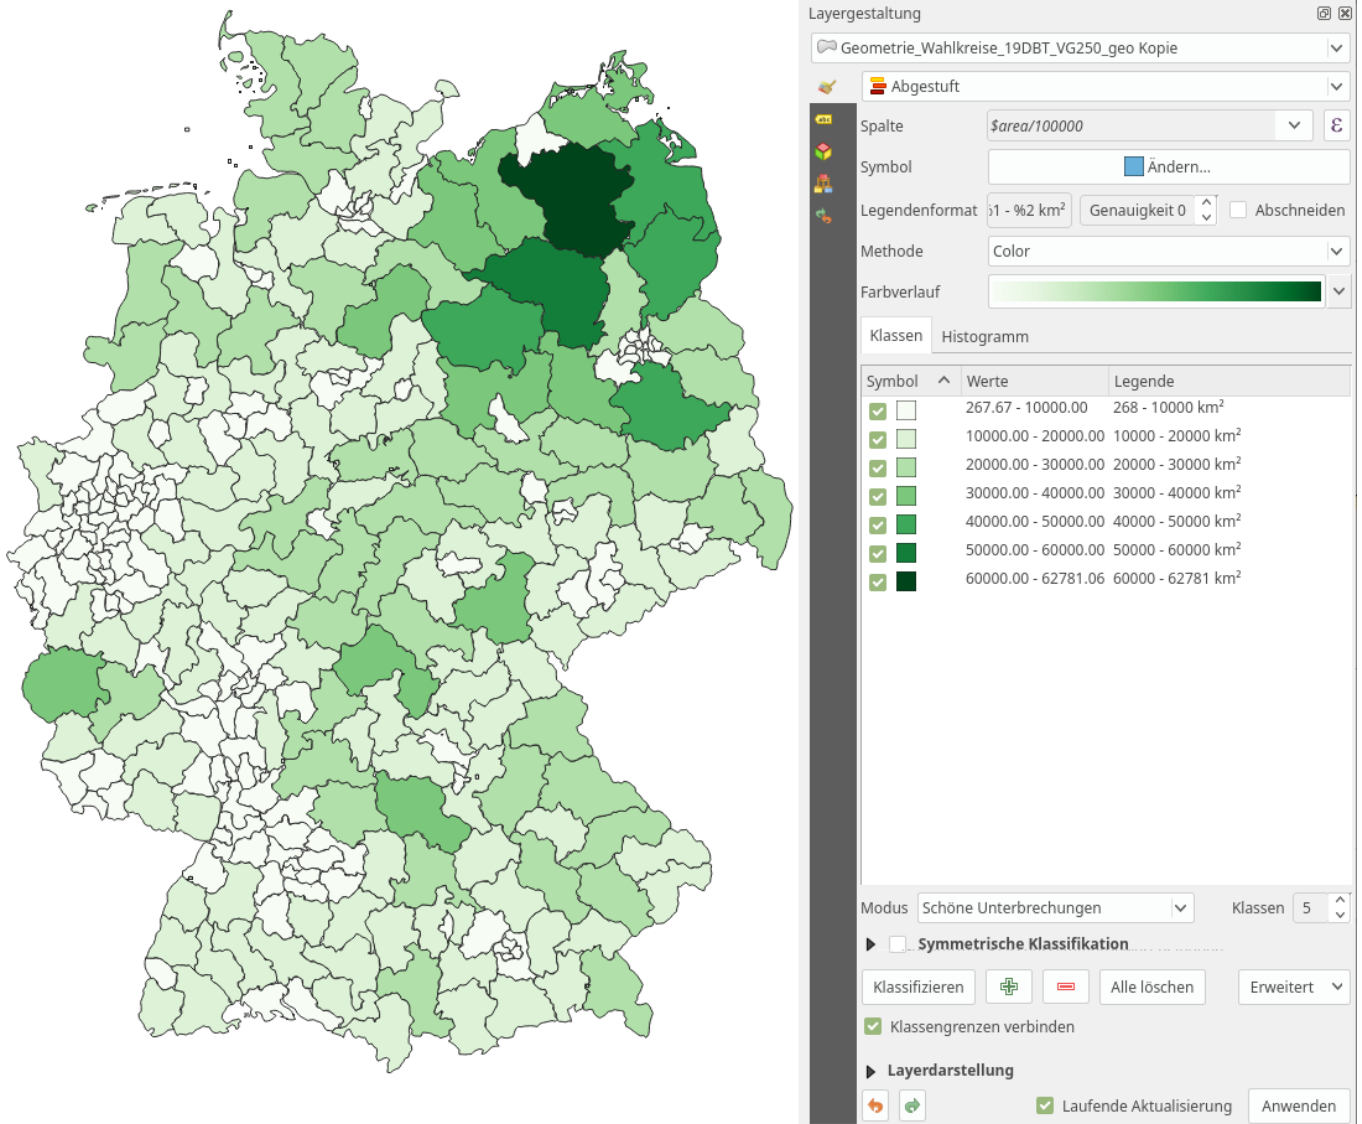 Layergestaltung
Geometrie_Wahlkreise_19DBT_VG250_geo Kopie
Abgestuft
abc
Spalte $area/100000 ε
Symbol Ändern...
Legendenformat %1 - %2 km² Genauigkeit 0 Abschneiden
Methode Color
Farbverlauf
Klassen Histogramm
Symbol Werte Legende
267.67 - 10000.00 268 - 10000 km²
10000.00 - 20000.00 10000 - 20000 km²
20000.00 - 30000.00 20000 - 30000 km²
30000.00 - 40000.00 30000 - 40000 km²
40000.00 - 50000.00 40000 - 50000 km²
50000.00 - 60000.00 50000 - 60000 km²
60000.00 - 62781.06 60000 - 62781 km²
Modus Schöne Unterbrechungen Klassen 5
Symmetrische Klassifikation
Klassifizieren Alle löschen Erweitert
Klassengrenzen verbinden
Layerdarstellung
Laufende Aktualisierung Anwenden